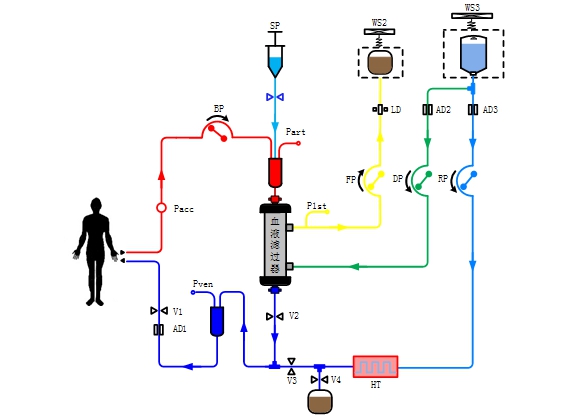 WS3
WS2
SP
BP
LD
AD2
AD3
Part
FP
DP
RP
Pacc
P1st
血液滤过器
Pven
V1
V2
AD1
V3
V4
HT